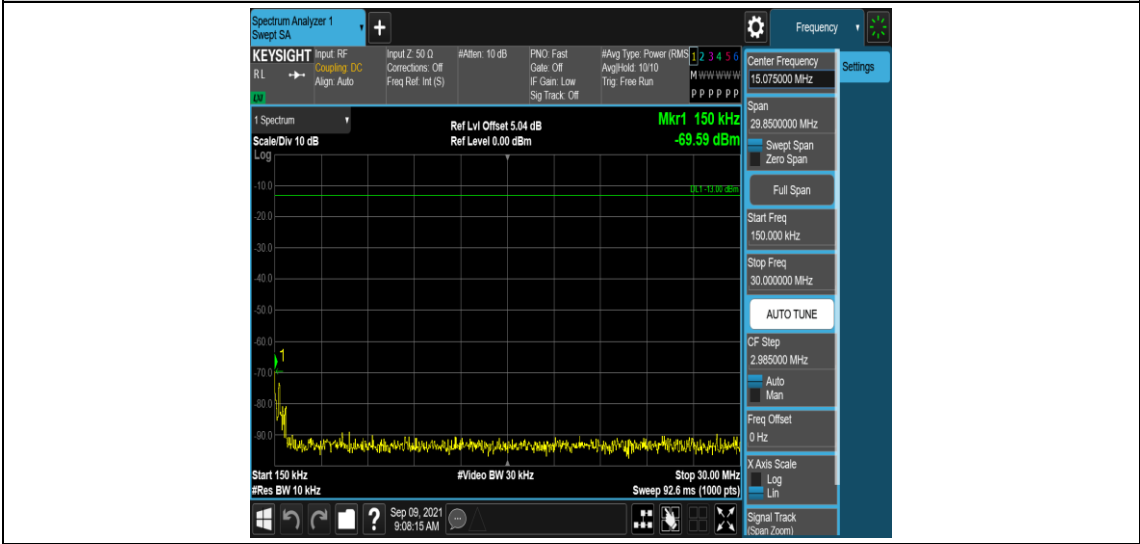 Spectrum Analyzer 1
Swept SA
+
Frequency
KEYSIGHT
RL
LXI
Input: RF
Coupling: DC
Align: Auto
Input Z: 50 Ω
Corrections: Off
Freq Ref: Int (S)
#Atten: 10 dB
PNO: Fast
Gate: Off
IF Gain: Low
Sig Track: Off
#Avg Type: Power (RMS
Avg|Hold: 10/10
Trig: Free Run
1 2 3 4 5 6
M W W W W W
P P P P P P
1 Spectrum
Scale/Div 10 dB
Log
Ref Lvl Offset 5.04 dB
Ref Level 0.00 dBm
Mkr1 150 kHz
-69.59 dBm
DL1 -13.00 dBm
-10.0
-20.0
-30.0
-40.0
-50.0
-60.0
1
-70.0
-80.0
-90.0
Start 150 kHz
#Video BW 30 kHz
Stop 30.00 MHz
#Res BW 10 kHz
Sweep 92.6 ms (1000 pts)
?
Sep 09, 2021
9:08:15 AM
Center Frequency
15.075000 MHz
Settings
Span
29.8500000 MHz
Swept Span
Zero Span
Full Span
Start Freq
150.000 kHz
Stop Freq
30.000000 MHz
AUTO TUNE
CF Step
2.985000 MHz
Auto
Man
Freq Offset
0 Hz
X Axis Scale
Log
Lin
Signal Track
(Span Zoom)